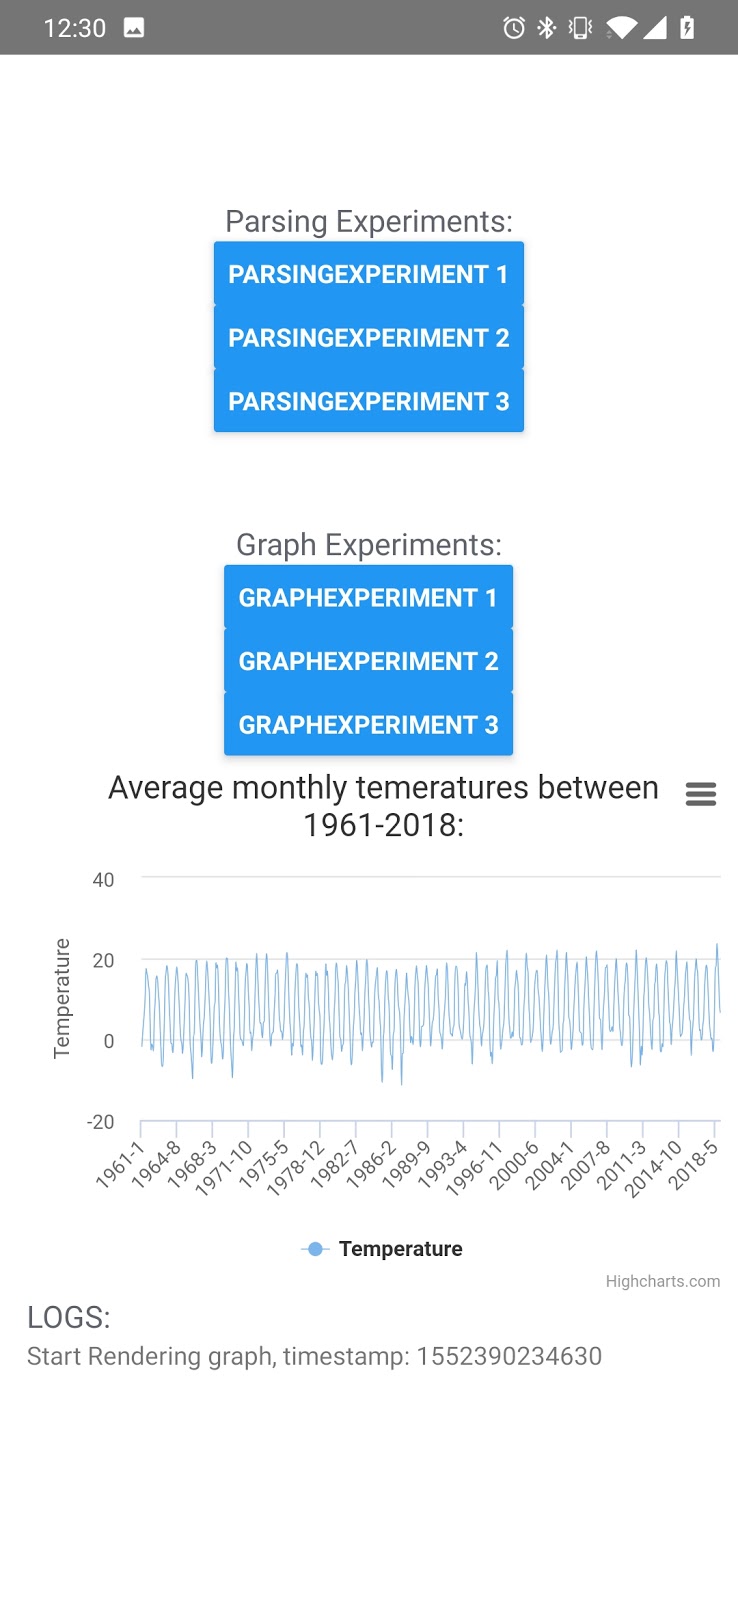 12:30
Parsing Experiments:
PARSINGEXPERIMENT 1
PARSINGEXPERIMENT 2
PARSINGEXPERIMENT 3
Graph Experiments:
GRAPHEXPERIMENT 1
GRAPHEXPERIMENT 2
GRAPHEXPERIMENT 3
Average monthly temeratures between
1961-2018:
Temperature
40
20
0
-20
1961-1
1964-8
1968-3
1971-10
1975-5
1978-12
1982-7
1986-2
1989-9
1993-4
1996-11
2000-6
2004-1
2007-8
2011-3
2014-10
2018-5
Temperature
Highcharts.com
LOGS:
Start Rendering graph, timestamp: 1552390234630